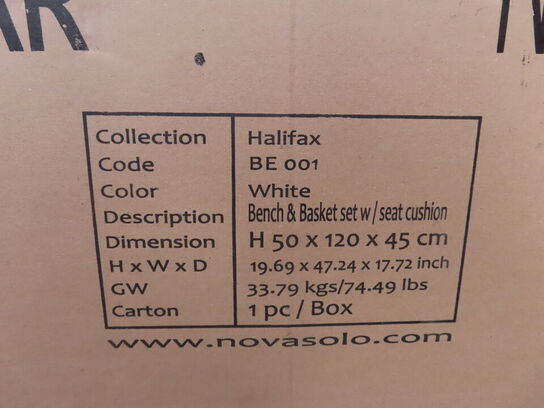 AR
Collection Halifax
Code BE 001
Color White
Description Bench & Basket set w / seat cushion
Dimension H 50 x 120 x 45 cm
H x W x D 19.69 x 47.24 x 17.72 inch
GW 33.79 kgs/74.49 lbs
Carton 1 pc / Box
www.novasolo.com